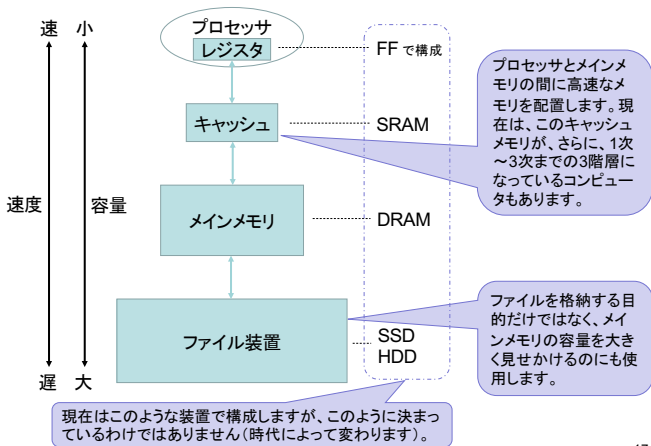 速 小
プロセッサ
レジスタ
FF で構成
プロセッサとメインメ
モリの間に高速なメ
モリを配置します。現
在は、このキャッシュ
メモリが、さらに、1次
~3次までの3階層に
なっているコンピュー
タもあります。
キャッシュ
SRAM
速度
容量
メインメモリ
DRAM
ファイル装置
SSD
HDD
ファイルを格納する目
的だけではなく、メイ
ンメモリの容量を大き
く見せかけるのにも使
用します。
遅 大
現在はこのような装置で構成しますが、このように決まっ
ているわけではありません(時代によって変わります)。